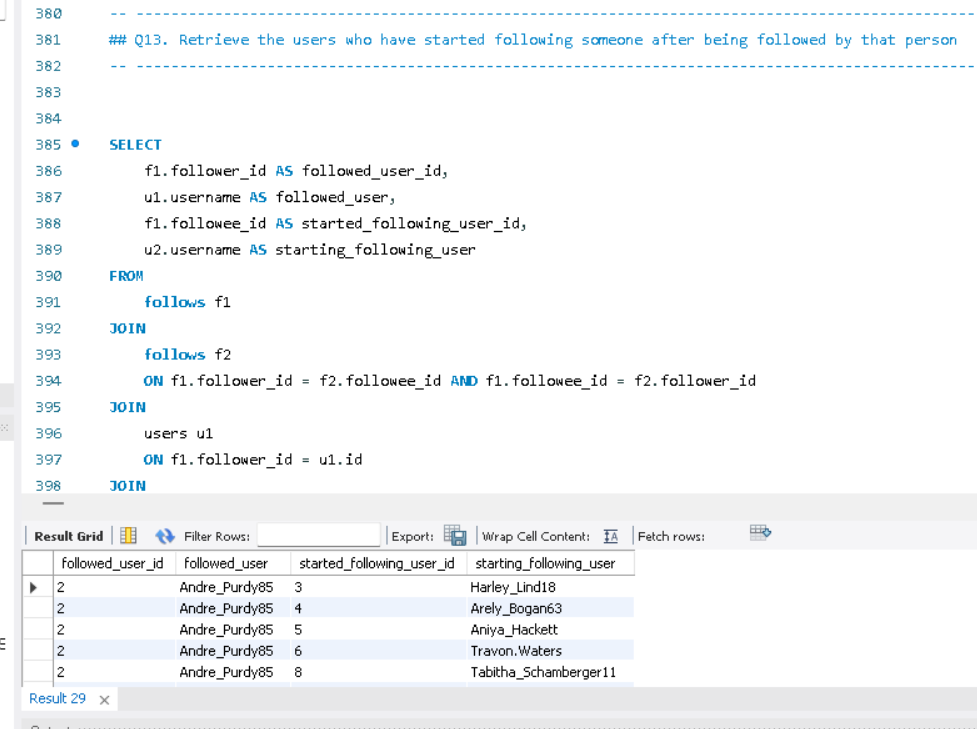 380 -- ------------------------------------------------------------
381 ## Q13. Retrieve the users who have started following someone after being followed by that person
382 -- ------------------------------------------------------------
383
384
385 SELECT
386 f1.follower_id AS followed_user_id,
387 u1.username AS followed_user,
388 f1.followee_id AS started_following_user_id,
389 u2.username AS starting_following_user
390 FROM
391 follows f1
392 JOIN
393 follows f2
394 ON f1.follower_id = f2.followee_id AND f1.followee_id = f2.follower_id
395 JOIN
396 users u1
397 ON f1.follower_id = u1.id
398 JOIN
Result Grid Filter Rows: Export: Wrap Cell Content: Fetch rows:
followed_user_id followed_user started_following_user_id starting_following_user
2 Andre_Purdy85 3 Harley_Lind18
2 Andre_Purdy85 4 Arely_Bogan63
2 Andre_Purdy85 5 Aniya_Hackett
2 Andre_Purdy85 6 Travon.Waters
2 Andre_Purdy85 8 Tabitha_Schamberger11
Result 29